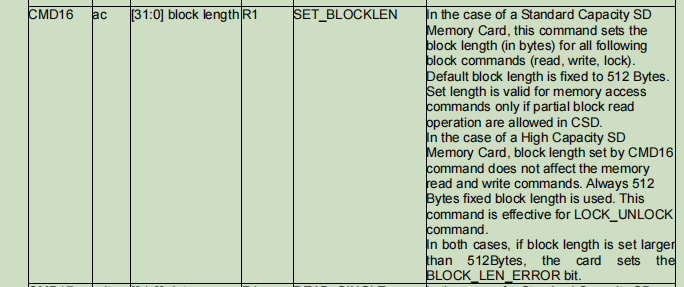 CMD16 ac [31:0] block length R1 SET_BLOCKLEN In the case of a Standard Capacity SD
Memory Card, this command sets the
block length (in bytes) for all following
block commands (read, write, lock).
Default block length is fixed to 512 Bytes.
Set length is valid for memory access
commands only if partial block read
operation are allowed in CSD.
In the case of a High Capacity SD
Memory Card, block length set by CMD16
command does not affect the memory
read and write commands. Always 512
Bytes fixed block length is used. This
command is effective for LOCK_UNLOCK
command.
In both cases, if block length is set larger
than 512Bytes, the card sets the
BLOCK_LEN_ERROR bit.